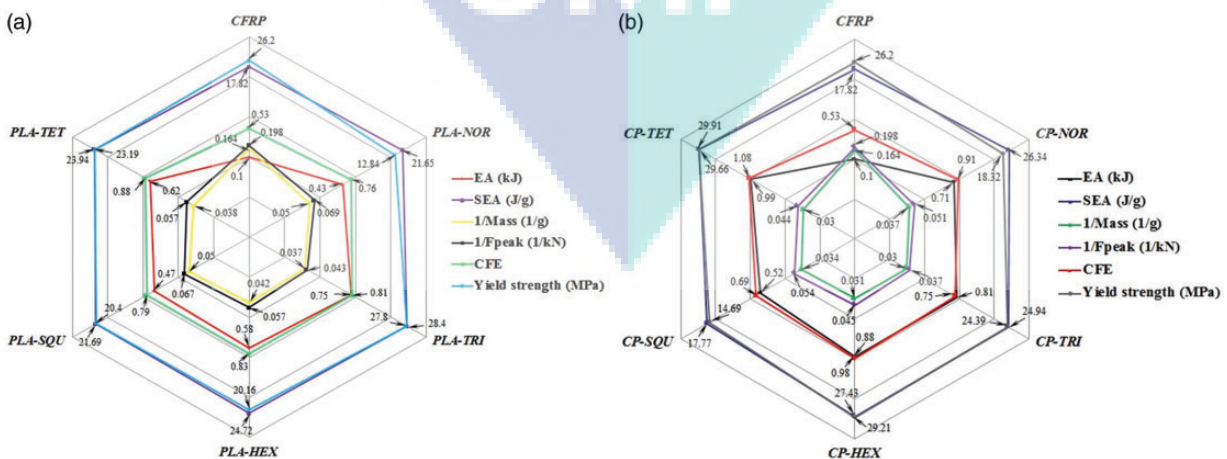 (a)
CFRP
26.2
17.82
0.53
0.198
0.164
0.1
PLA-TET
23.94
23.19
0.88
0.62
0.057
0.038
PLA-NOR
21.65
12.84
0.76
0.43
0.069
0.05
PLA-SQU
21.69
20.4
0.79
0.47
0.067
0.05
PLA-TRI
28.4
27.8
0.81
0.75
0.043
0.037
PLA-HEX
24.72
20.16
0.83
0.58
0.057
0.042
EA (kJ)
SEA (J/g)
1/Mass (1/g)
1/Fpeak (1/kN)
CFE
Yield strength (MPa)
(b)
CFRP
26.2
17.82
0.53
0.198
0.164
0.1
CP-TET
29.91
29.66
1.08
0.99
0.044
0.03
CP-NOR
26.34
18.32
0.91
0.71
0.051
0.037
CP-SQU
17.77
14.69
0.69
0.52
0.054
0.034
CP-TRI
24.94
24.39
0.81
0.75
0.037
0.03
CP-HEX
29.21
27.43
0.98
0.88
0.045
0.031
EA (kJ)
SEA (J/g)
1/Mass (1/g)
1/Fpeak (1/kN)
CFE
Yield strength (MPa)